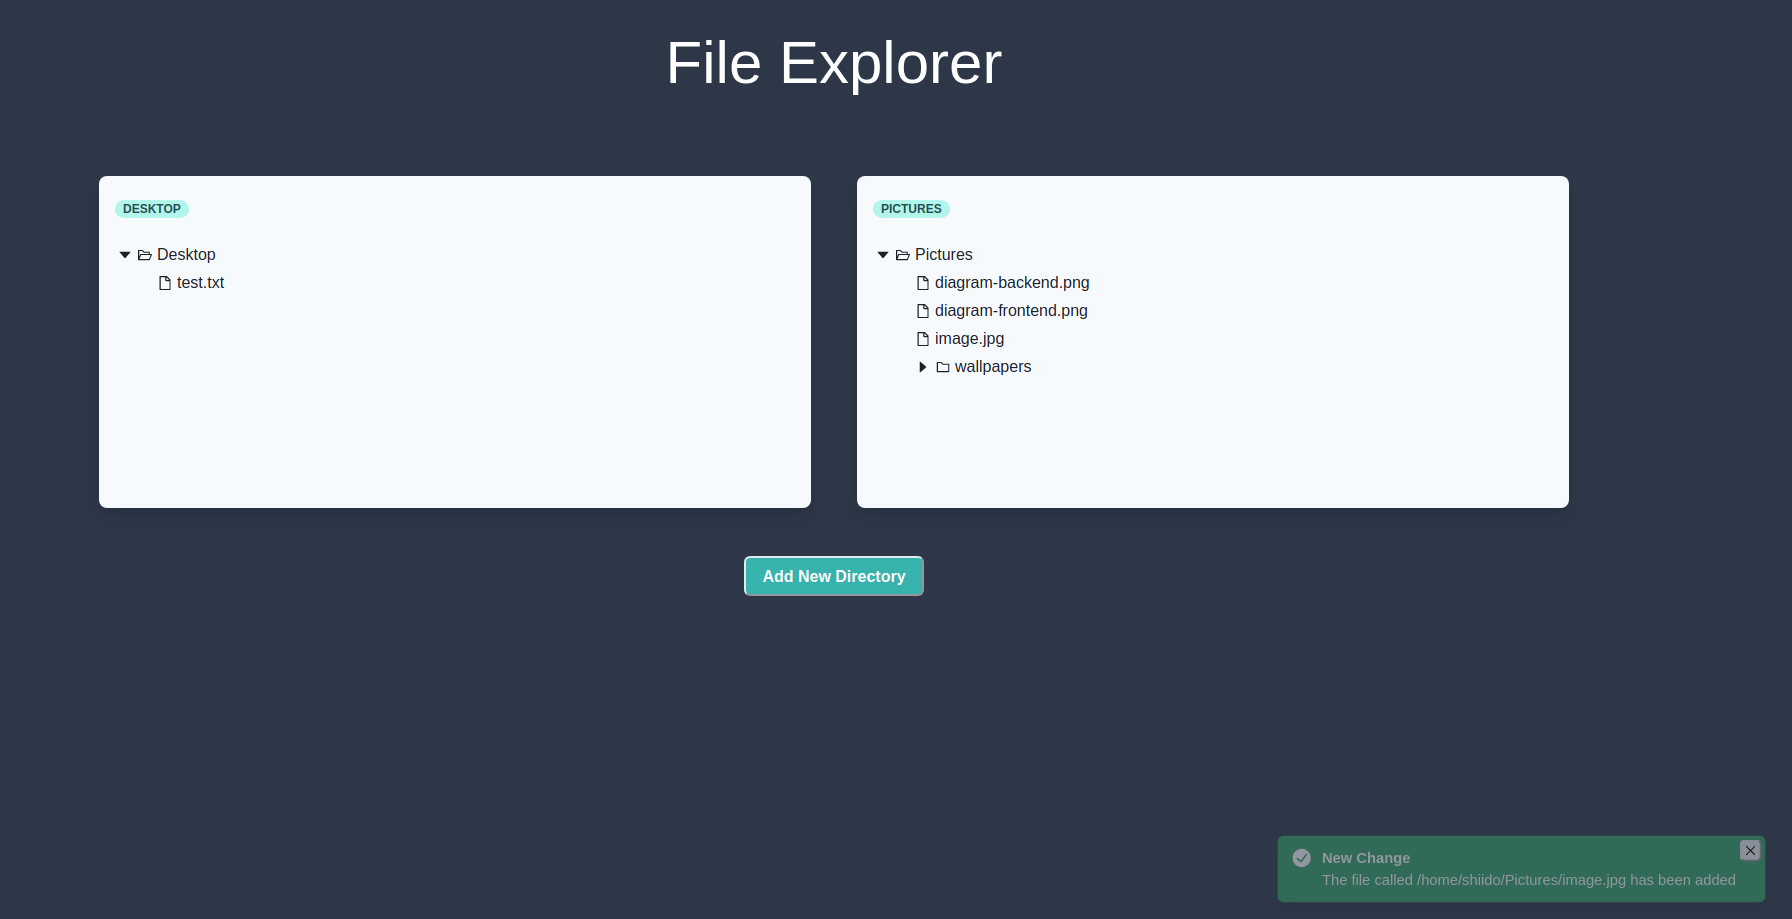 File Explorer
DESKTOP
Desktop
test.txt
PICTURES
Pictures
diagram-backend.png
diagram-frontend.png
image.jpg
wallpapers
Add New Directory
New Change
The file called /home/shiido/Pictures/image.jpg has been added